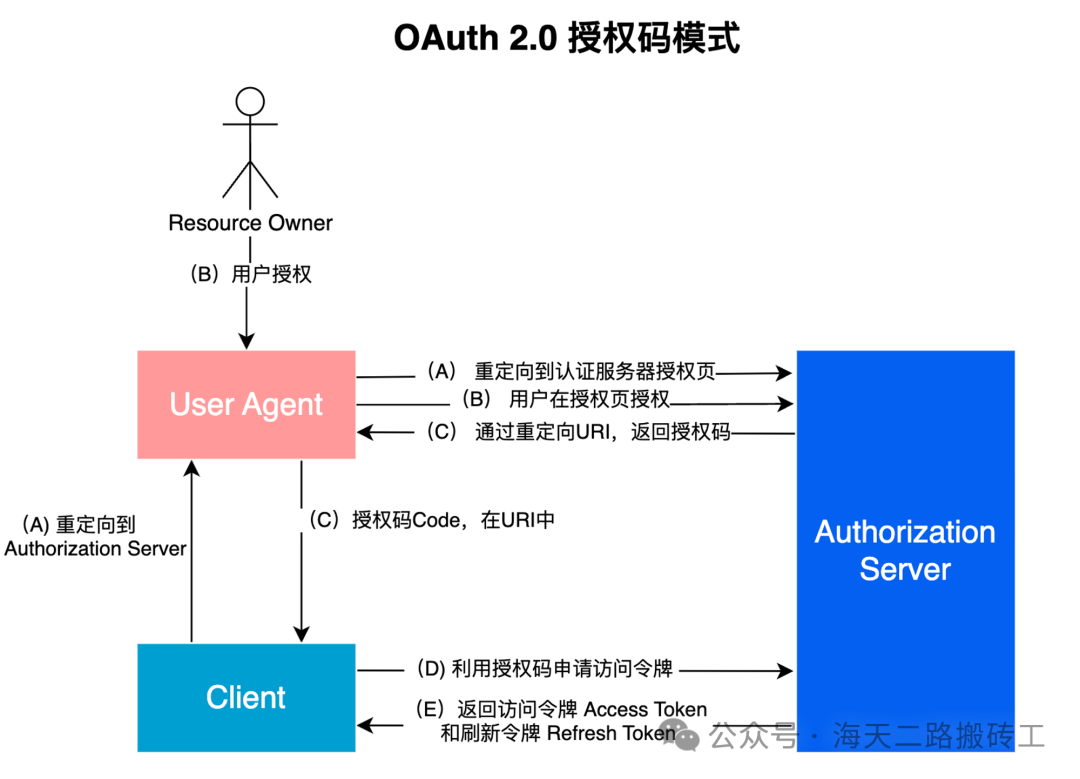 OAuth 2.0 授权码模式
Resource Owner
（B）用户授权
User Agent
（A） 重定向到认证服务器授权页
（B） 用户在授权页授权
（C） 通过重定向URI，返回授权码
（A) 重定向到
Authorization Server
（C）授权码Code，在URI中
Authorization
Server
Client
（D) 利用授权码申请访问令牌
（E）返回访问令牌 Access Token
和刷新令牌 Refresh Token
公众号 · 海天二路搬砖工